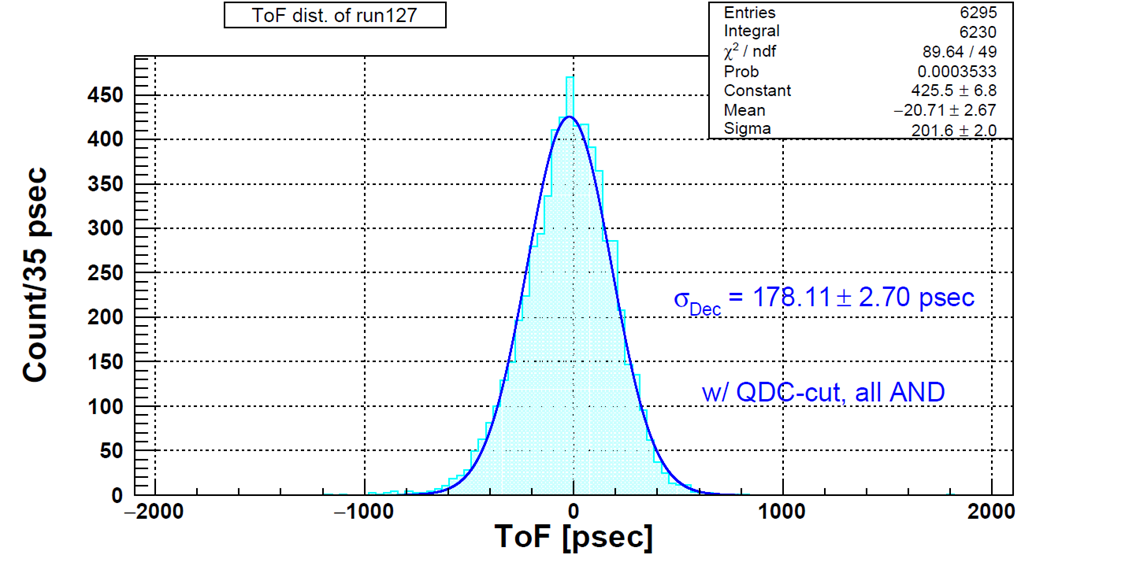 ToF dist. of run127
Entries 6295
Integral 6230
χ² / ndf 89.64 / 49
Prob 0.0003533
Constant 425.5 ± 6.8
Mean −20.71 ± 2.67
Sigma 201.6 ± 2.0
Count/35 psec
450
400
350
300
250
200
150
100
50
0
σDec = 178.11 ± 2.70 psec
w/ QDC-cut, all AND
−2000 −1000 0 1000 2000
ToF [psec]